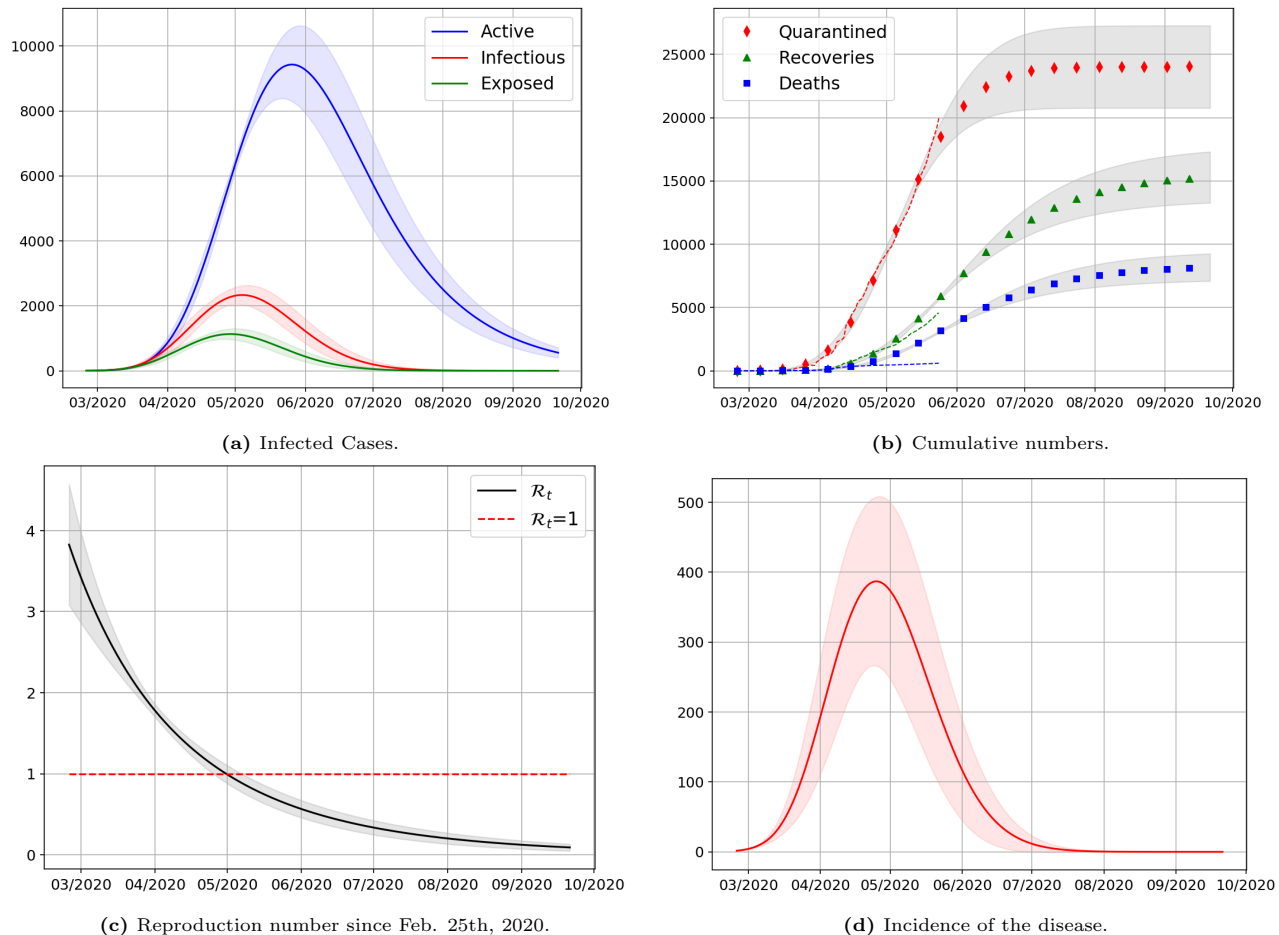 Active
Infectious
Exposed
10000
8000
6000
4000
2000
0
03/2020 04/2020 05/2020 06/2020 07/2020 08/2020 09/2020 10/2020
(a) Infected Cases.
Quarantined
Recoveries
Deaths
25000
20000
15000
10000
5000
0
03/2020 04/2020 05/2020 06/2020 07/2020 08/2020 09/2020 10/2020
(b) Cumulative numbers.
ℛₜ
ℛₜ=1
4
3
2
1
0
03/2020 04/2020 05/2020 06/2020 07/2020 08/2020 09/2020 10/2020
(c) Reproduction number since Feb. 25th, 2020.
500
400
300
200
100
0
03/2020 04/2020 05/2020 06/2020 07/2020 08/2020 09/2020 10/2020
(d) Incidence of the disease.